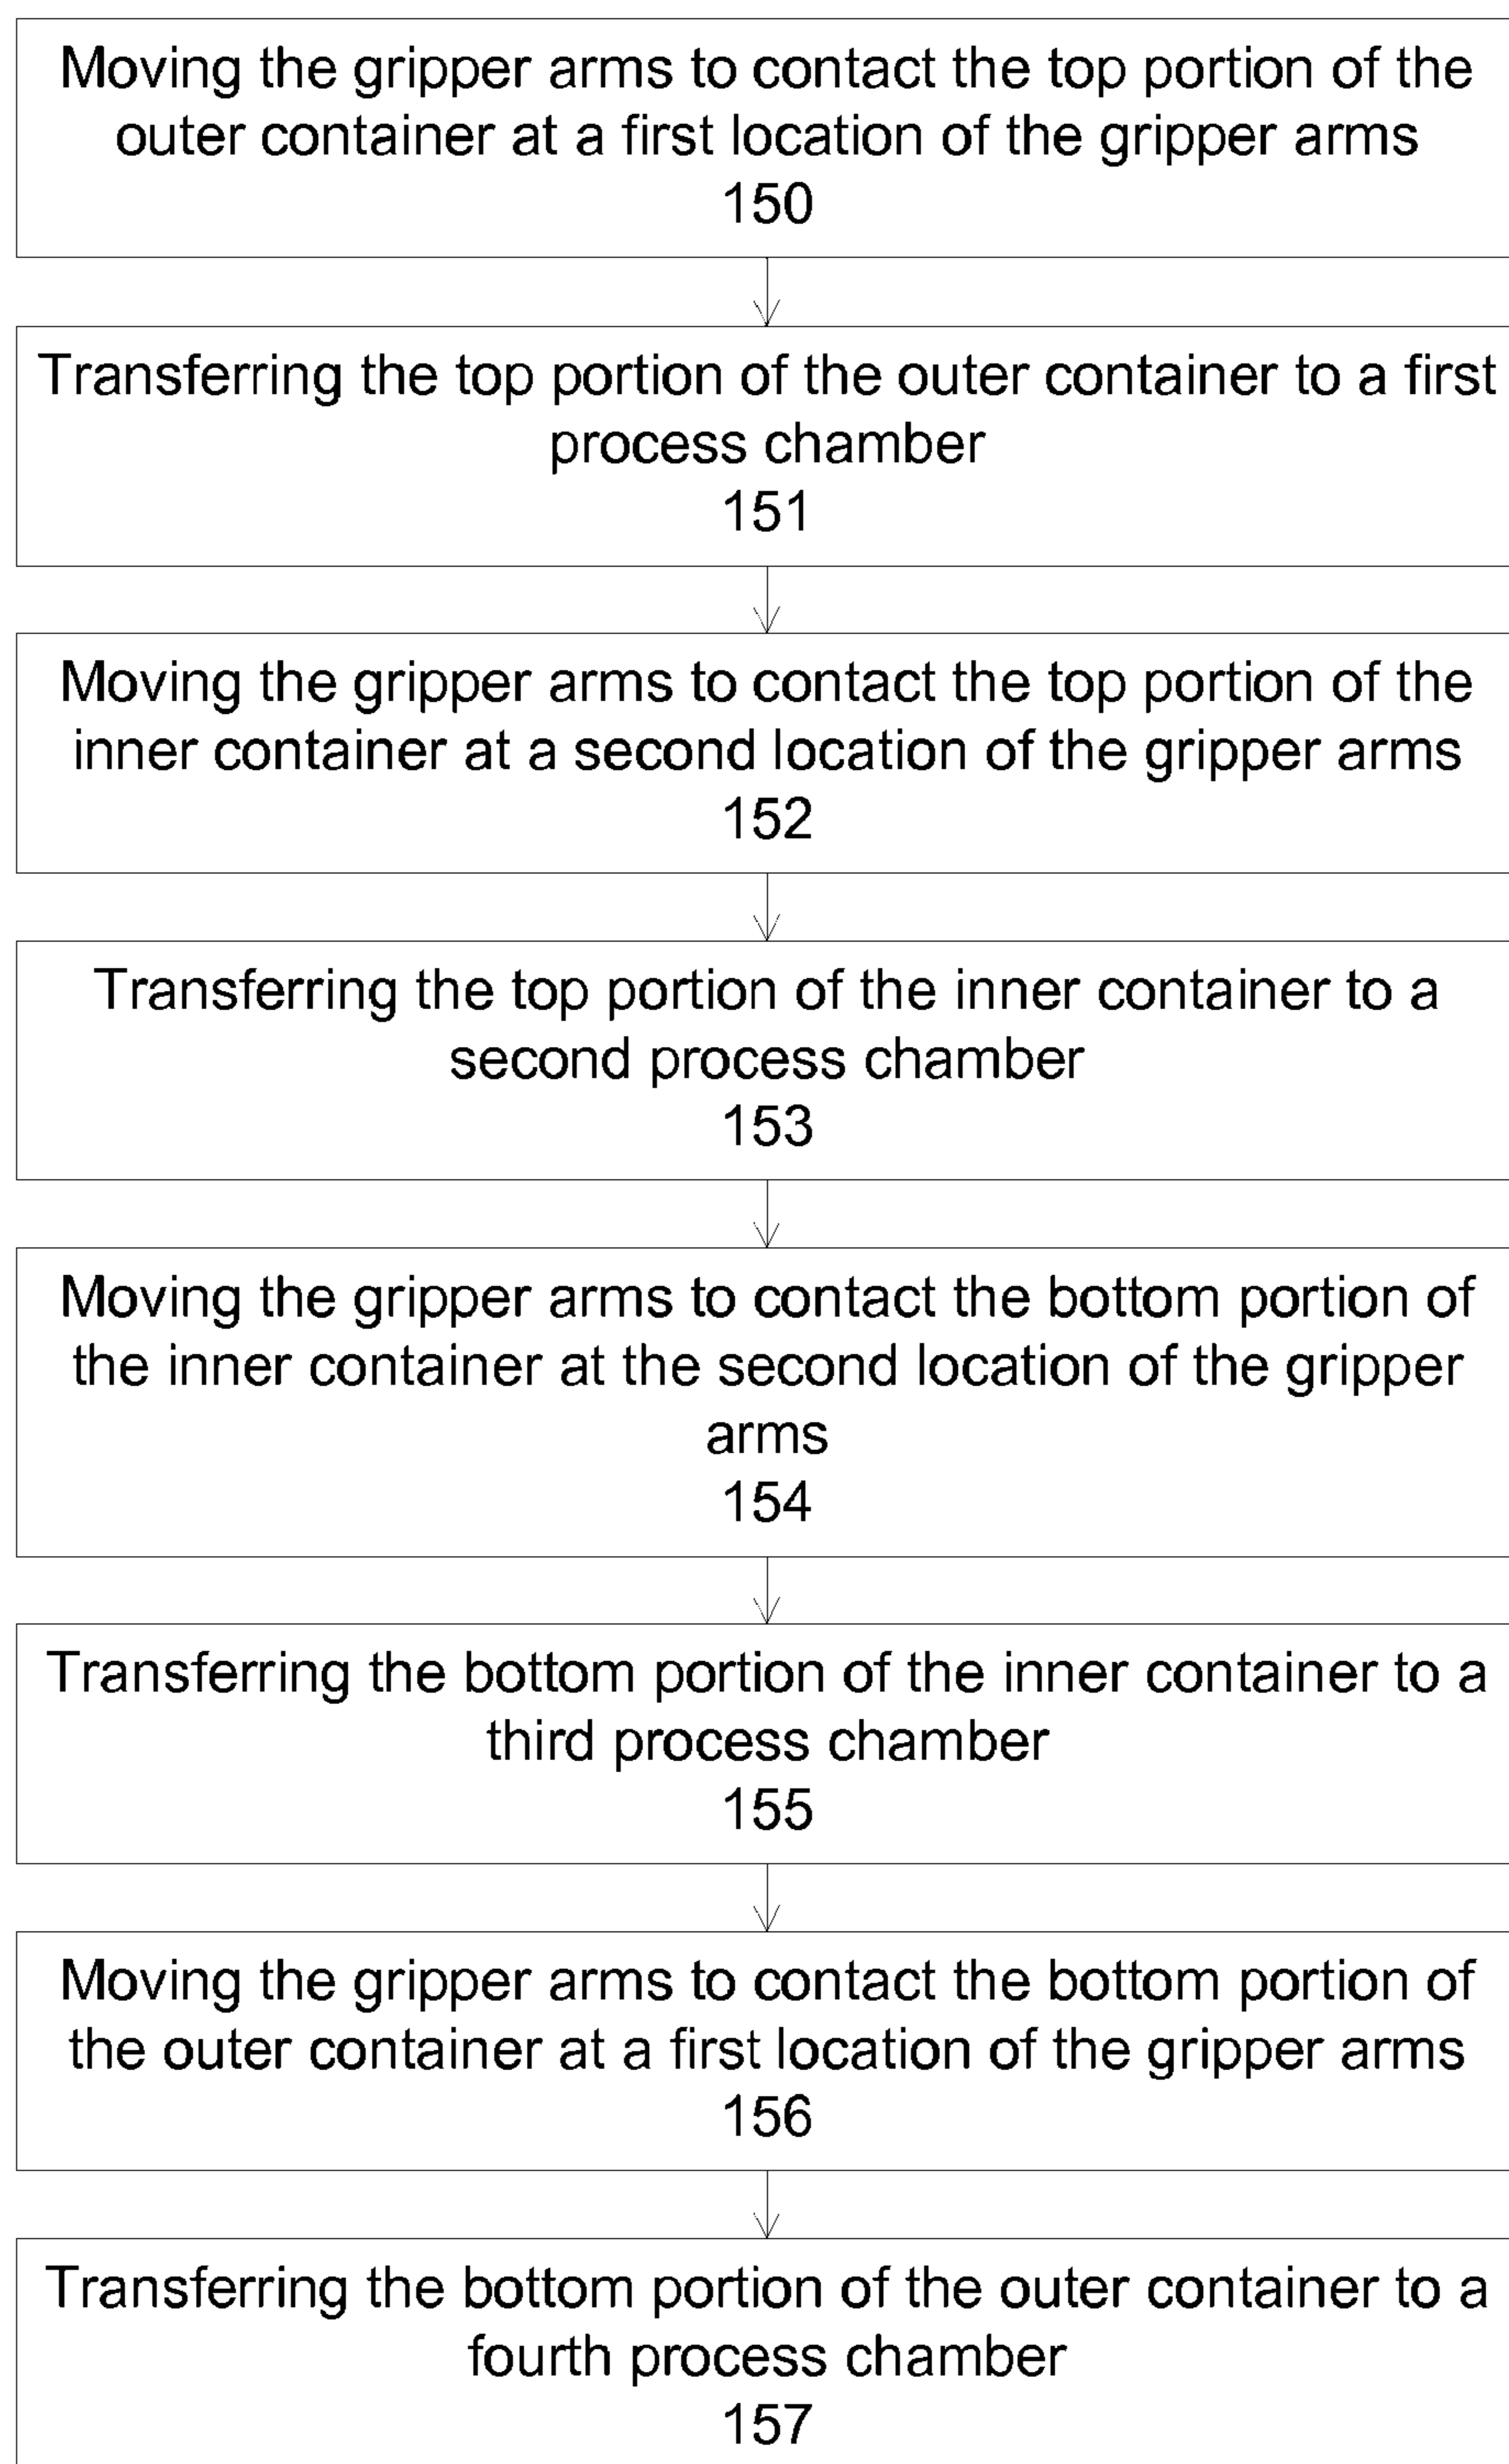 Moving the gripper arms to contact the top portion of the
outer container at a first location of the gripper arms
150
Transferring the top portion of the outer container to a first
process chamber
151
Moving the gripper arms to contact the top portion of the
inner container at a second location of the gripper arms
152
Transferring the top portion of the inner container to a
second process chamber
153
Moving the gripper arms to contact the bottom portion of
the inner container at the second location of the gripper
arms
154
Transferring the bottom portion of the inner container to a
third process chamber
155
Moving the gripper arms to contact the bottom portion of
the outer container at a first location of the gripper arms
156
Transferring the bottom portion of the outer container to a
fourth process chamber
157